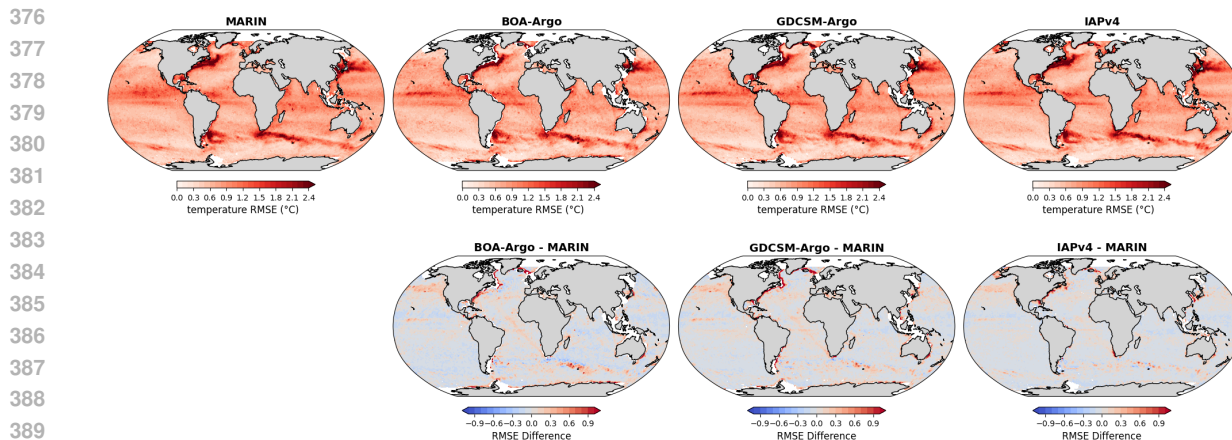 376
377
378
379
380
381
382
383
384
385
386
387
388
389
MARIN
BOA-Argo
GDCSM-Argo
IAPv4
0.0 0.3 0.6 0.9 1.2 1.5 1.8 2.1 2.4
temperature RMSE (°C)
0.0 0.3 0.6 0.9 1.2 1.5 1.8 2.1 2.4
temperature RMSE (°C)
0.0 0.3 0.6 0.9 1.2 1.5 1.8 2.1 2.4
temperature RMSE (°C)
0.0 0.3 0.6 0.9 1.2 1.5 1.8 2.1 2.4
temperature RMSE (°C)
BOA-Argo - MARIN
GDCSM-Argo - MARIN
IAPv4 - MARIN
−0.9−0.6−0.3 0.0 0.3 0.6 0.9
RMSE Difference
−0.9−0.6−0.3 0.0 0.3 0.6 0.9
RMSE Difference
−0.9−0.6−0.3 0.0 0.3 0.6 0.9
RMSE Difference